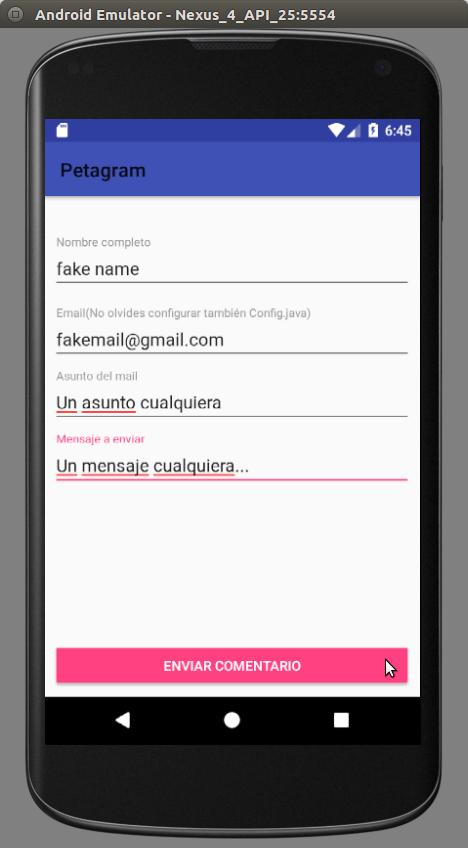 Android Emulator - Nexus_4_API_25:5554
6:45
Petagram
Nombre completo
fake name
Email(No olvides configurar también Config.java)
fakemail@gmail.com
Asunto del mail
Un asunto cualquiera
Mensaje a enviar
Un mensaje cualquiera...
ENVIAR COMENTARIO